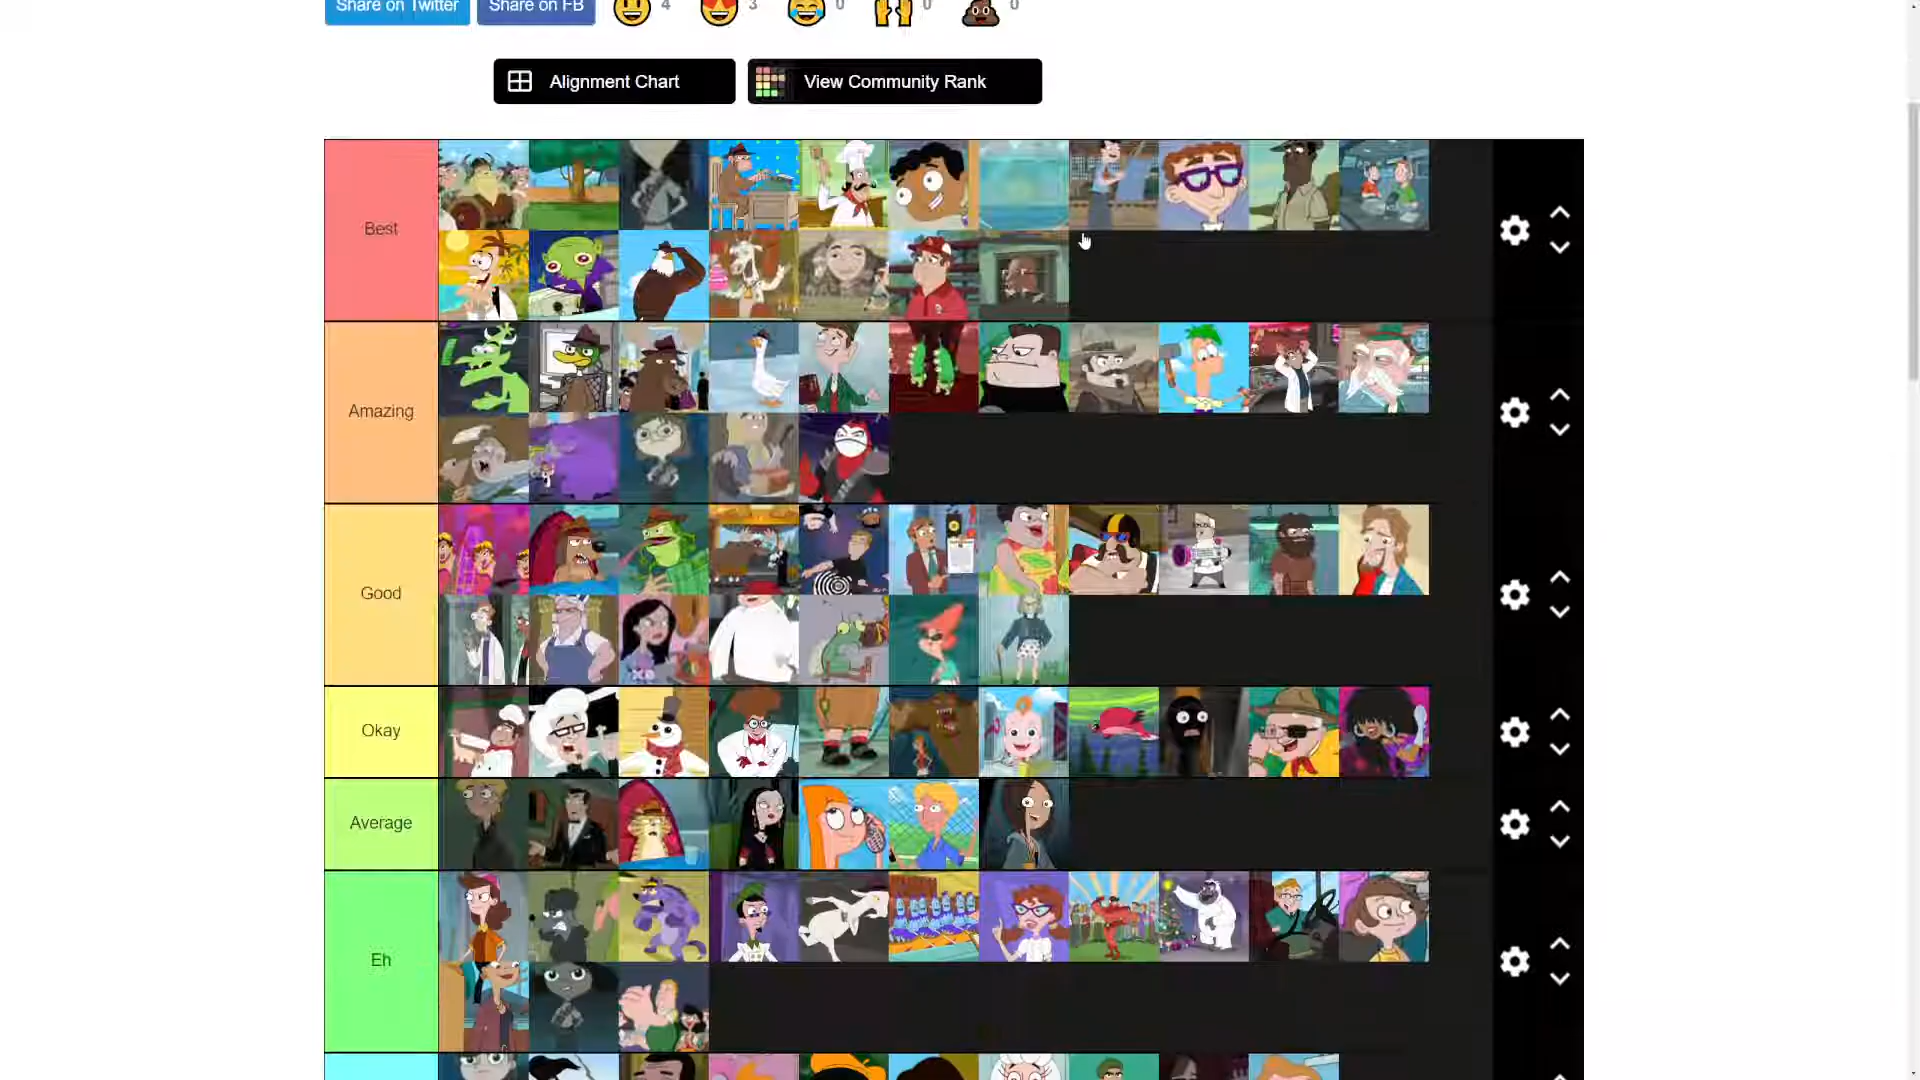 Share on Twitter
Share on FB
4
3
0
0
0
Alignment Chart
View Community Rank
Best
Amazing
Good
Okay
Average
Eh